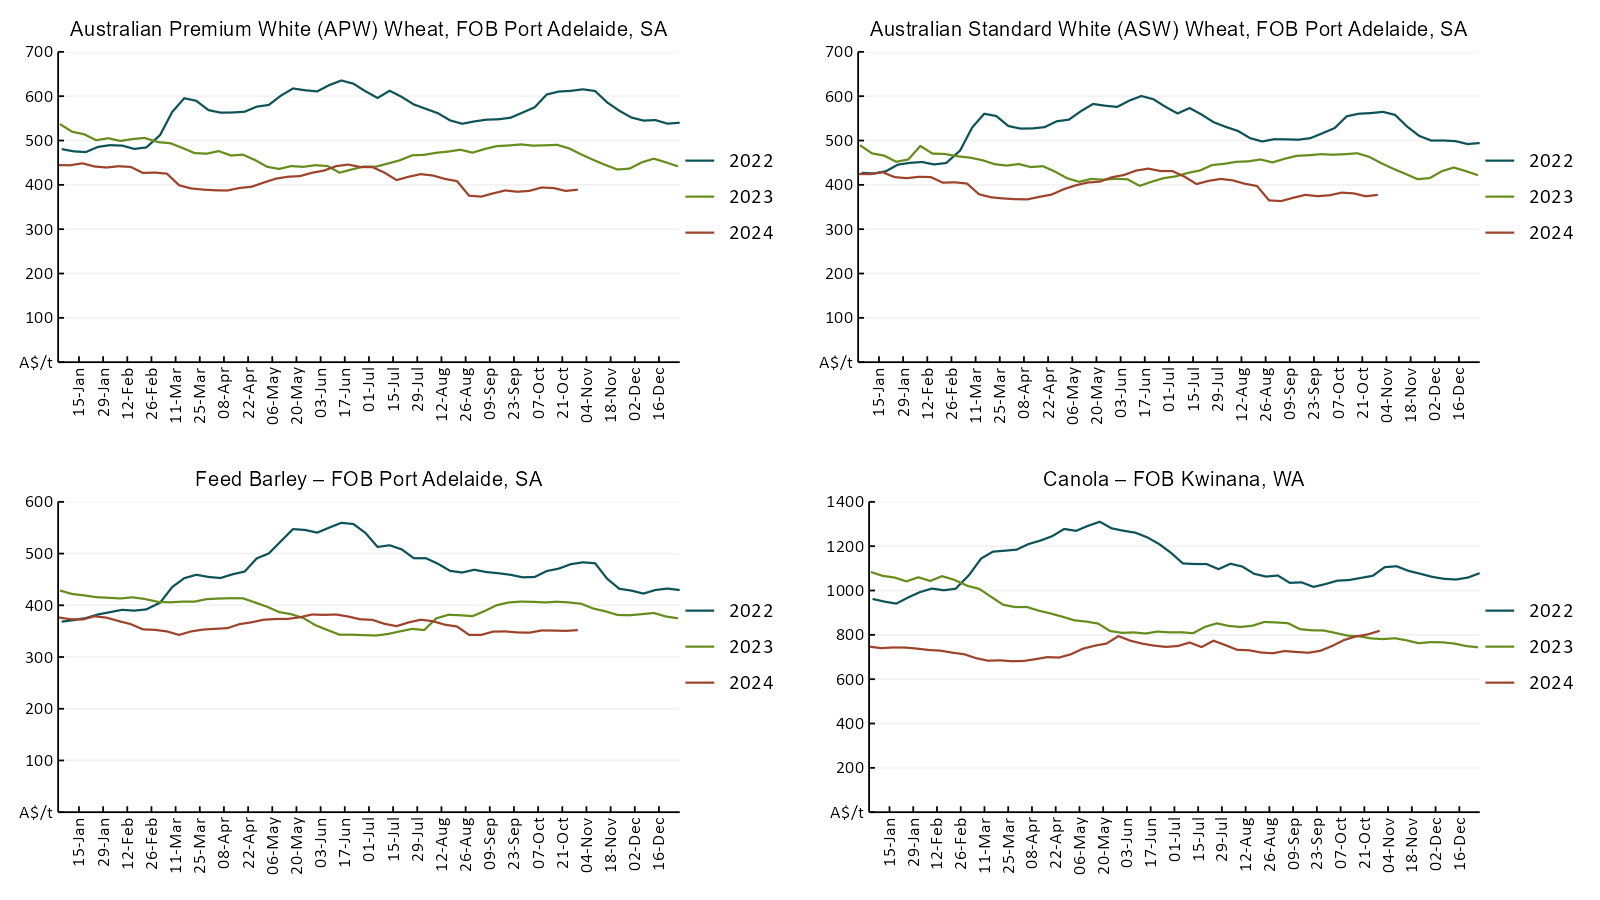 Australian Premium White (APW) Wheat, FOB Port Adelaide, SA
700
600
500
400
300
200
100
A$/t
15-Jan
29-Jan
12-Feb
26-Feb
11-Mar
25-Mar
08-Apr
22-Apr
06-May
20-May
03-Jun
17-Jun
01-Jul
15-Jul
29-Jul
12-Aug
26-Aug
09-Sep
23-Sep
07-Oct
21-Oct
04-Nov
18-Nov
02-Dec
16-Dec
2022
2023
2024
Australian Standard White (ASW) Wheat, FOB Port Adelaide, SA
700
600
500
400
300
200
100
A$/t
15-Jan
29-Jan
12-Feb
26-Feb
11-Mar
25-Mar
08-Apr
22-Apr
06-May
20-May
03-Jun
17-Jun
01-Jul
15-Jul
29-Jul
12-Aug
26-Aug
09-Sep
23-Sep
07-Oct
21-Oct
04-Nov
18-Nov
02-Dec
16-Dec
2022
2023
2024
Feed Barley – FOB Port Adelaide, SA
600
500
400
300
200
100
A$/t
15-Jan
29-Jan
12-Feb
26-Feb
11-Mar
25-Mar
08-Apr
22-Apr
06-May
20-May
03-Jun
17-Jun
01-Jul
15-Jul
29-Jul
12-Aug
26-Aug
09-Sep
23-Sep
07-Oct
21-Oct
04-Nov
18-Nov
02-Dec
16-Dec
2022
2023
2024
Canola – FOB Kwinana, WA
1400
1200
1000
800
600
400
200
A$/t
15-Jan
29-Jan
12-Feb
26-Feb
11-Mar
25-Mar
08-Apr
22-Apr
06-May
20-May
03-Jun
17-Jun
01-Jul
15-Jul
29-Jul
12-Aug
26-Aug
09-Sep
23-Sep
07-Oct
21-Oct
04-Nov
18-Nov
02-Dec
16-Dec
2022
2023
2024